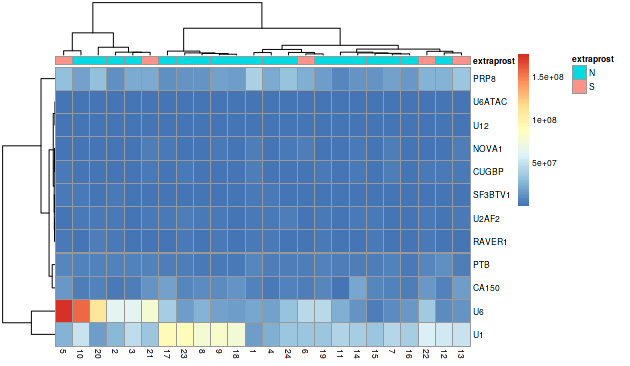 extraprost
extraprost
N
S
1.5e+08
1e+08
5e+07
PRP8
U6ATAC
U12
NOVA1
CUGBP
SF3BTV1
U2AF2
RAVER1
PTB
CA150
U6
U1
5 10 20 2 3 21 17 23 8 9 18 1 4 24 6 19 11 14 15 7 16 22 12 13